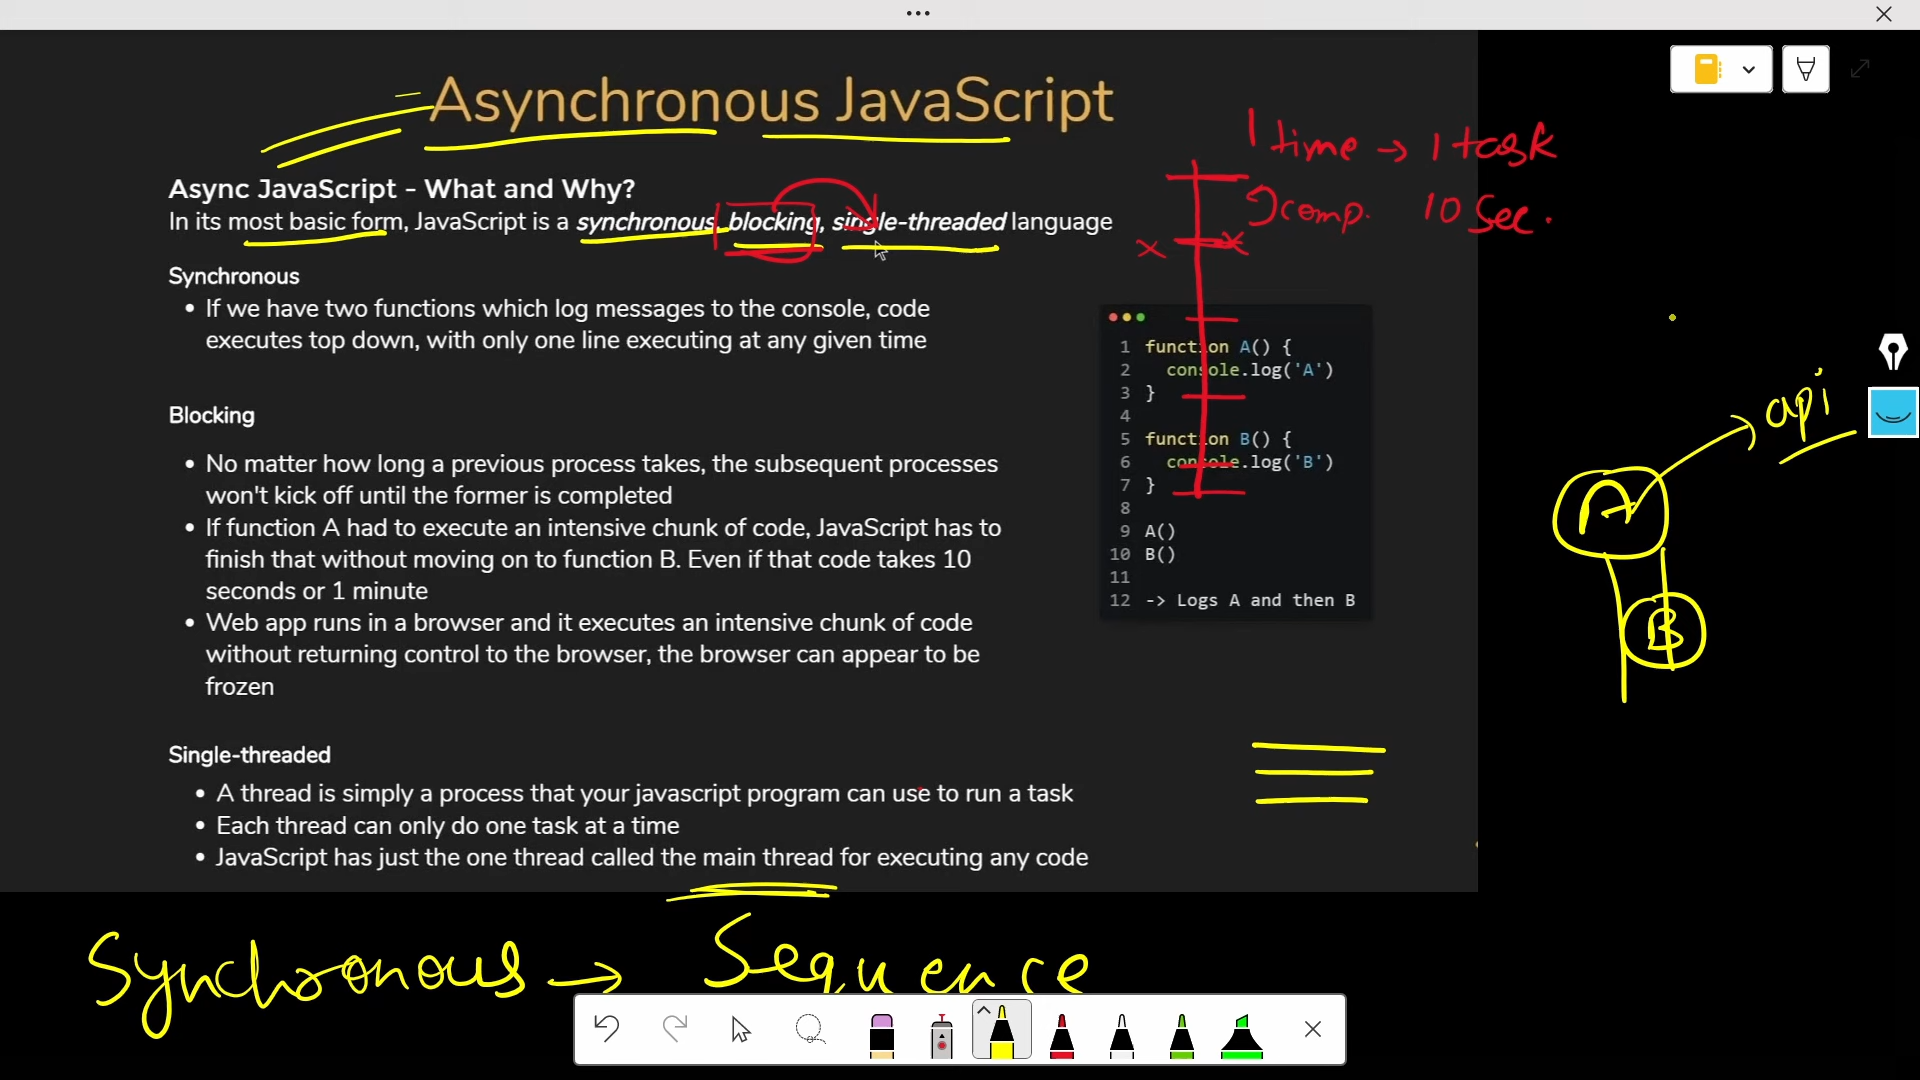 Asynchronous JavaScript
1 time → 1 task
comp. 10 Sec.
Async JavaScript - What and Why?
In its most basic form, JavaScript is a synchronous, blocking, single-threaded language
Synchronous
• If we have two functions which log messages to the console, code
executes top down, with only one line executing at any given time
Blocking
• No matter how long a previous process takes, the subsequent processes
won't kick off until the former is completed
• If function A had to execute an intensive chunk of code, JavaScript has to
finish that without moving on to function B. Even if that code takes 10
seconds or 1 minute
• Web app runs in a browser and it executes an intensive chunk of code
without returning control to the browser, the browser can appear to be
frozen
Single-threaded
• A thread is simply a process that your javascript program can use to run a task
• Each thread can only do one task at a time
• JavaScript has just the one thread called the main thread for executing any code
1 function A() {
2 console.log('A')
3 }
4
5 function B() {
6 console.log('B')
7 }
8
9 A()
10 B()
11
12 -> Logs A and then B
api
A
B
Synchronous → Sequence